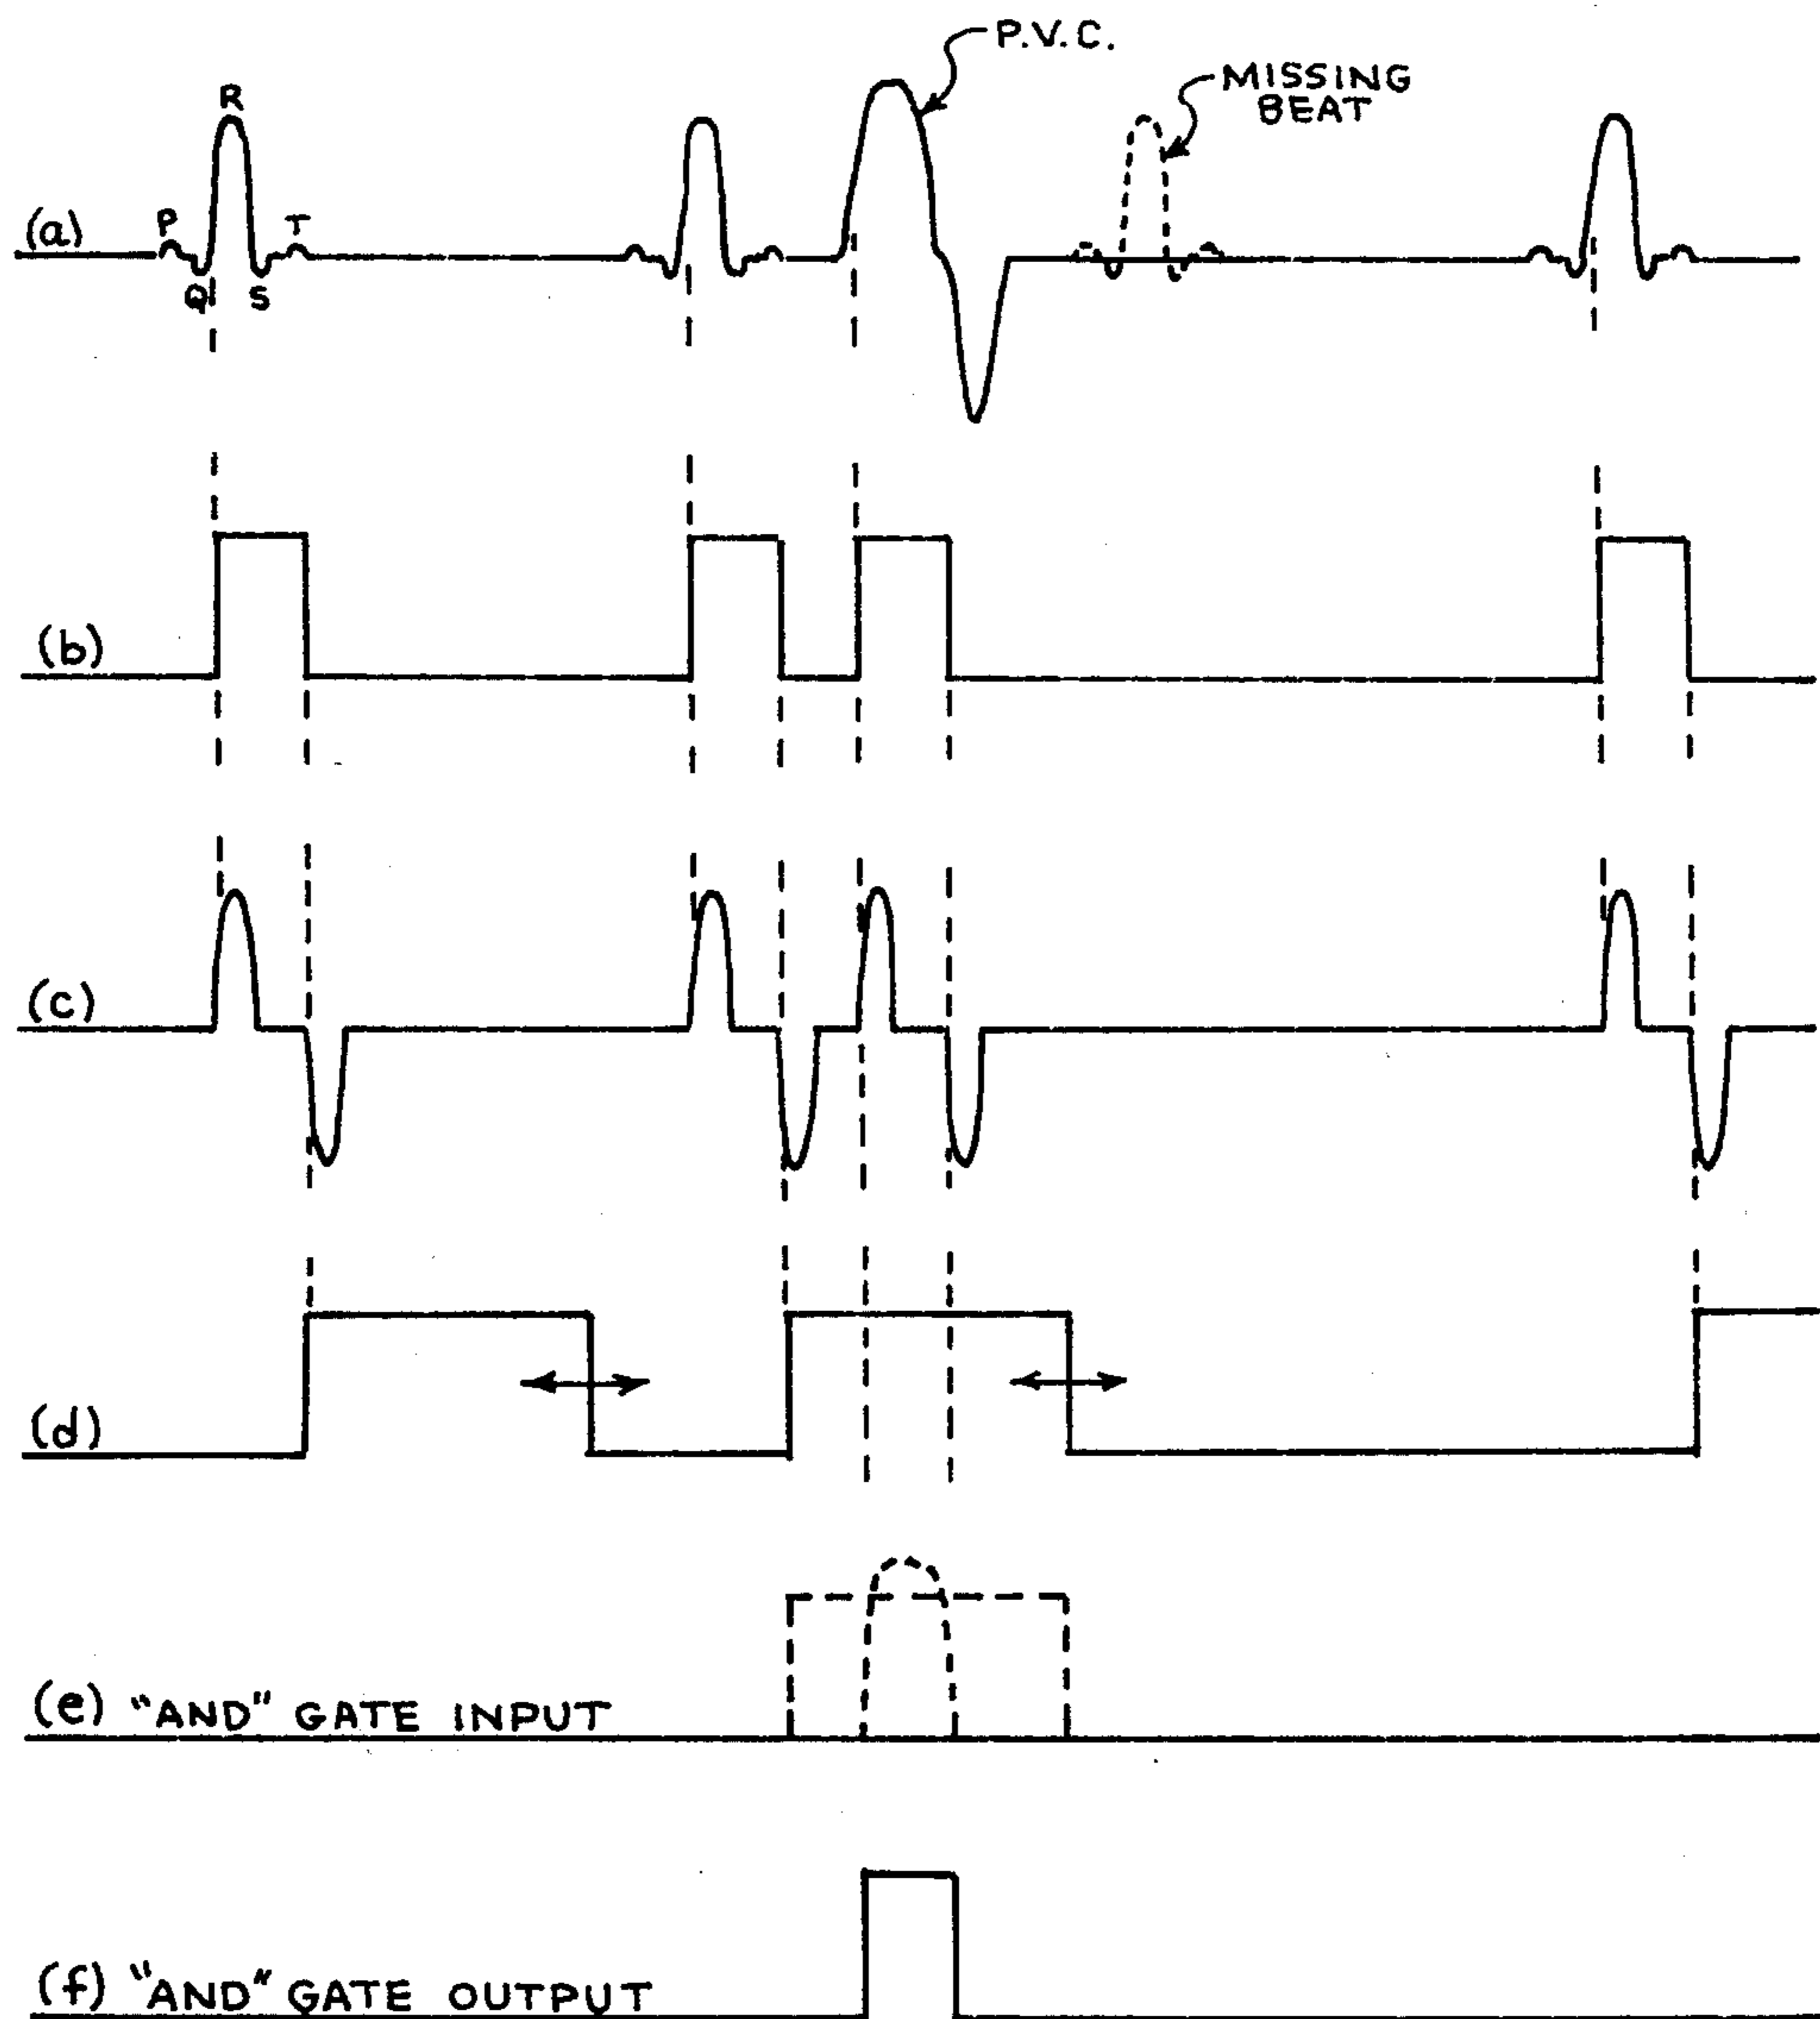 P.V.C.
MISSING
BEAT
R
(a)
P
T
Q
S
(b)
(c)
(d)
(e) "AND" GATE INPUT
(f) "AND" GATE OUTPUT